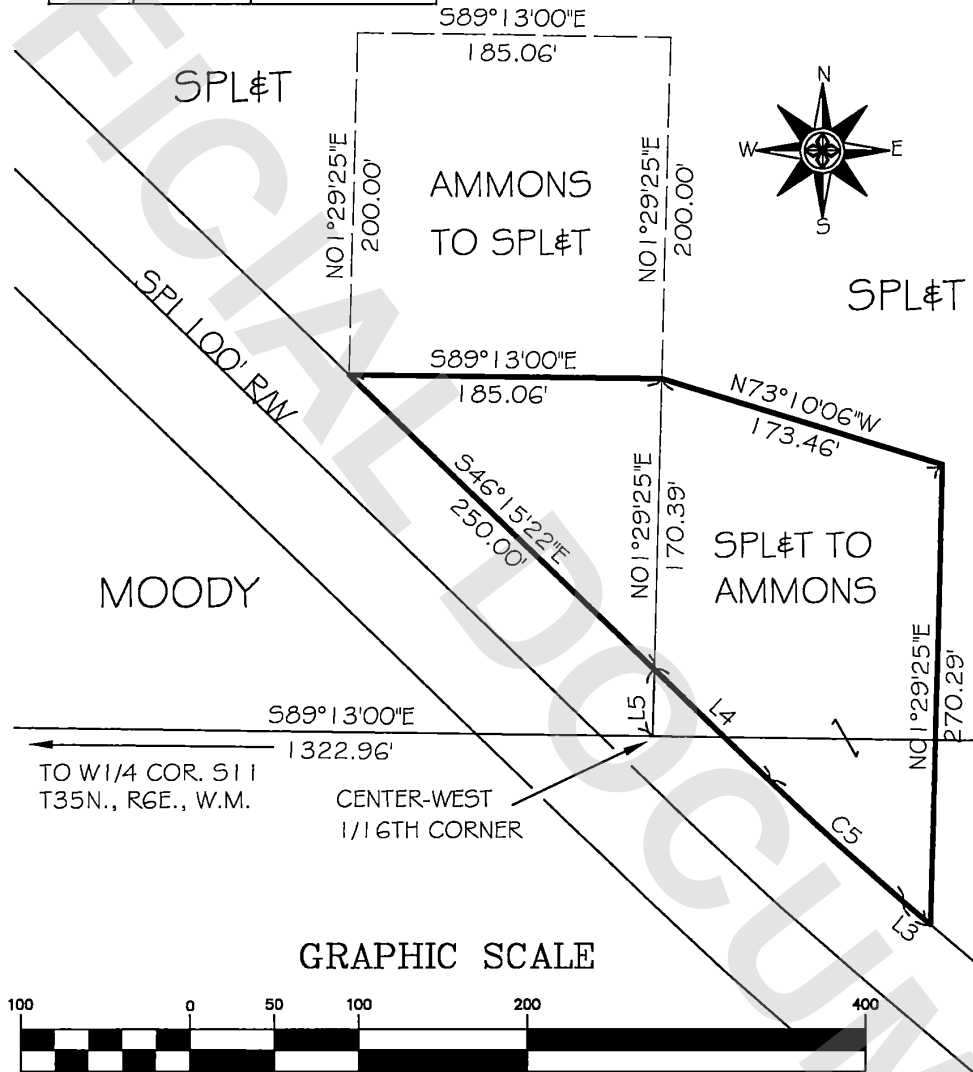 S89°13'00"E
185.06'
SPL&T
N
W E
S
N01°29'25"E
200.00'
AMMONS
TO SPL&T
N01°29'25"E
200.00'
SPL&T
SPI 100' R/W
S89°13'00"E
185.06'
N73°10'06"W
173.46'
S46°15'22"E
250.00'
N01°29'25"E
170.39'
SPL&T TO
AMMONS
MOODY
N01°29'25"E
270.29'
L5
L4
S89°13'00"E
1322.96'
TO W1/4 COR. S11
T35N., R6E., W.M.
CENTER-WEST
1/16TH CORNER
C5
L3
GRAPHIC SCALE
100 0 50 100 200 400
FICIAL DOCUM